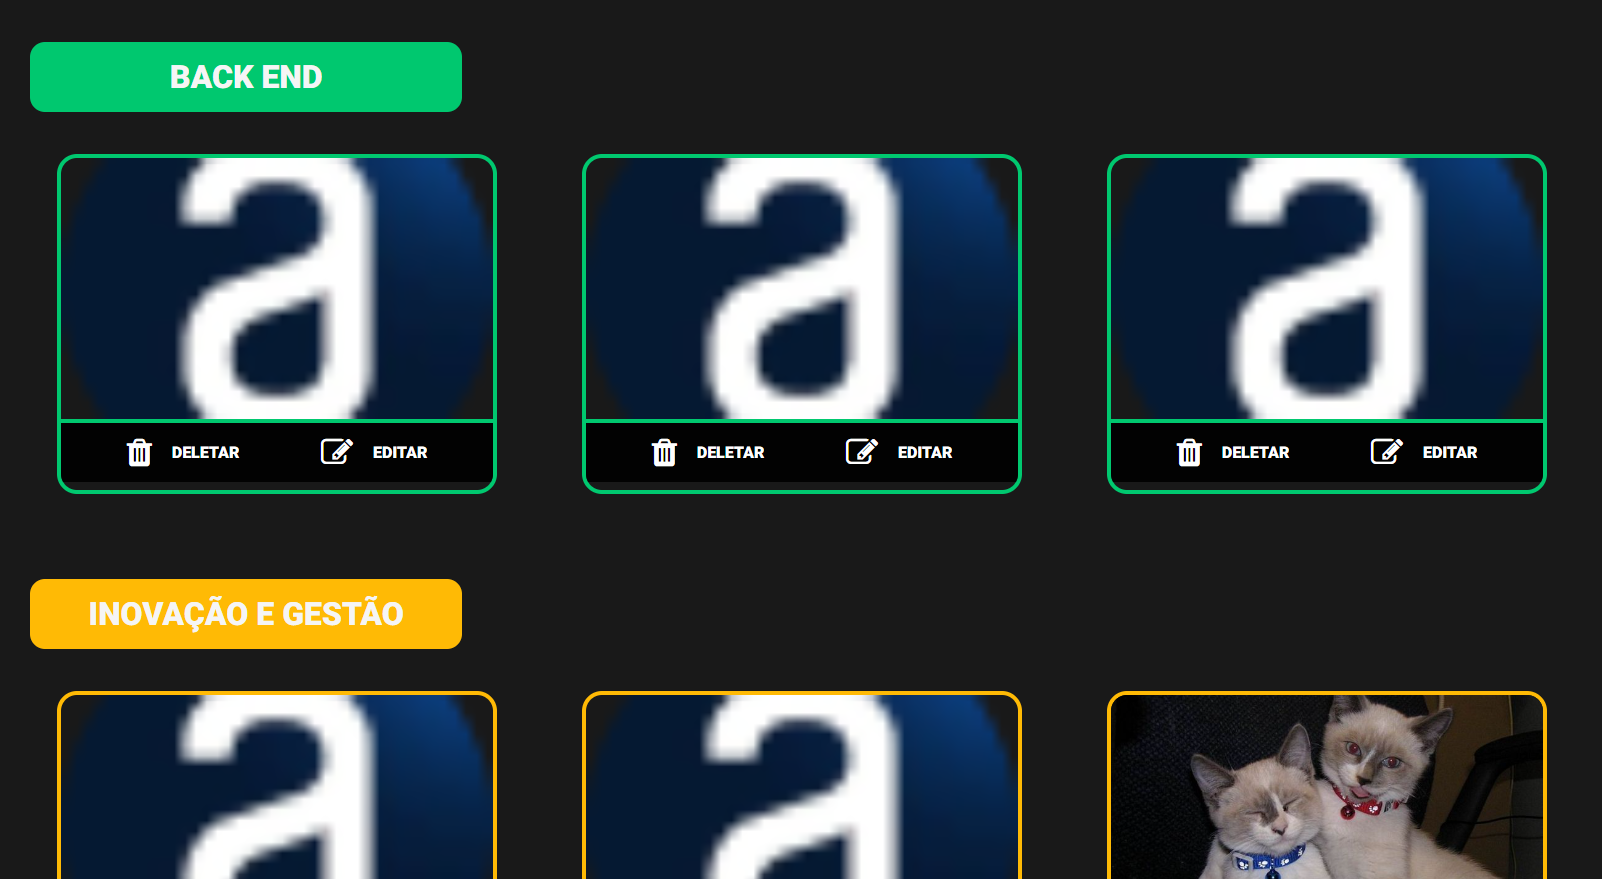 BACK END
a a a
DELETAR EDITAR DELETAR EDITAR DELETAR EDITAR
INOVAÇÃO E GESTÃO
a a